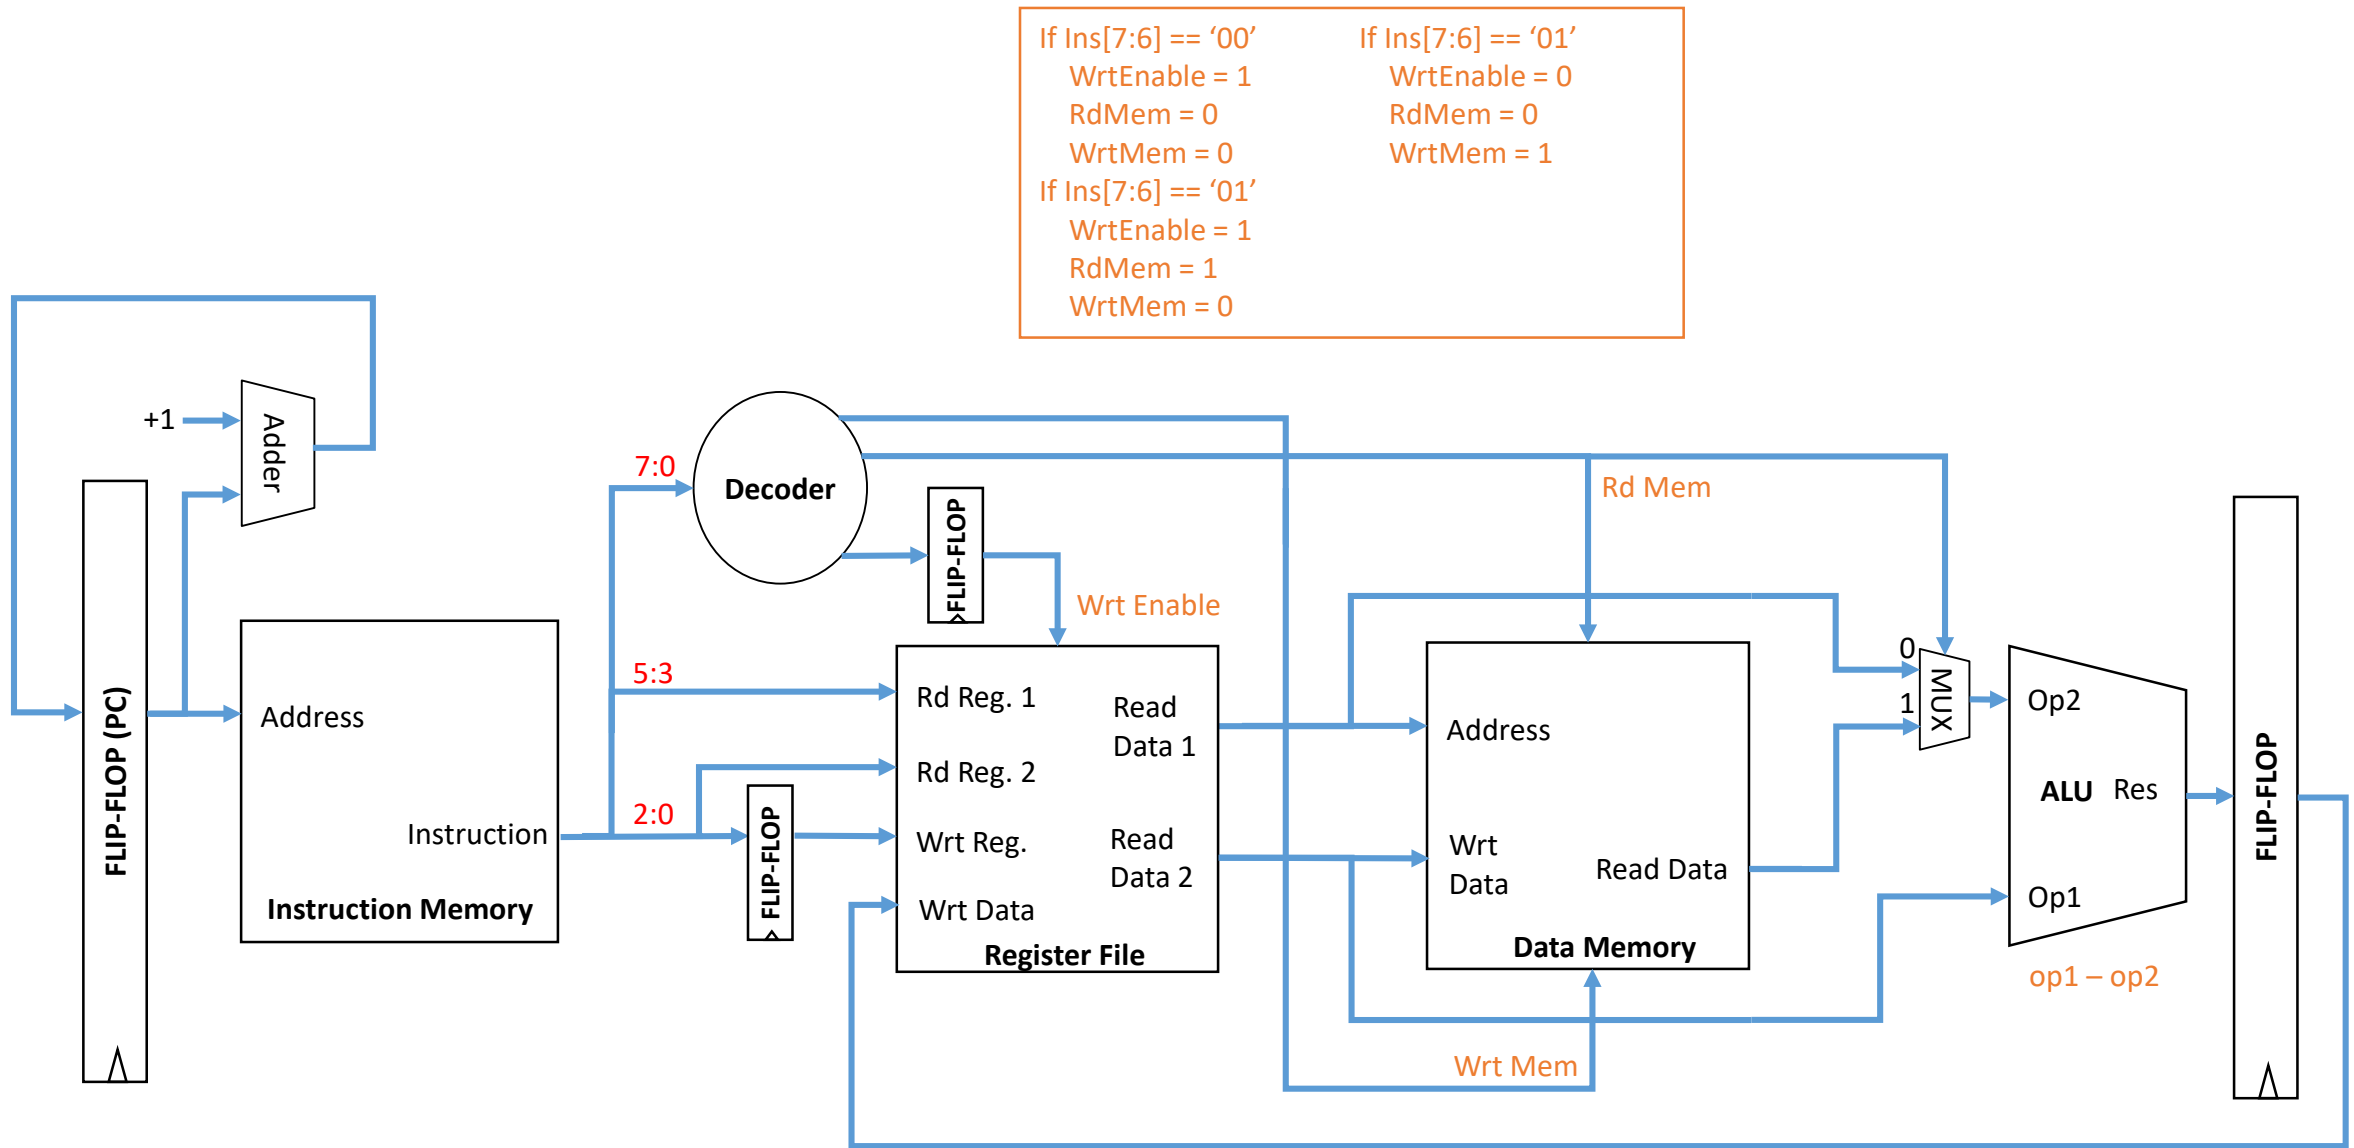 If Ins[7:6] == ‘00’
WrtEnable = 1
RdMem = 0
WrtMem = 0
If Ins[7:6] == ‘01’
WrtEnable = 1
RdMem = 1
WrtMem = 0
If Ins[7:6] == ‘01’
WrtEnable = 0
RdMem = 0
WrtMem = 1
+1
Adder
FLIP-FLOP (PC)
Address
Instruction
Instruction Memory
7:0
5:3
2:0
Decoder
FLIP-FLOP
Wrt Enable
FLIP-FLOP
Rd Reg. 1
Rd Reg. 2
Wrt Reg.
Wrt Data
Read
Data 1
Read
Data 2
Register File
Rd Mem
Address
Wrt
Data
Read Data
Data Memory
Wrt Mem
0
1
MUX
Op2
ALU Res
Op1
op1 – op2
FLIP-FLOP